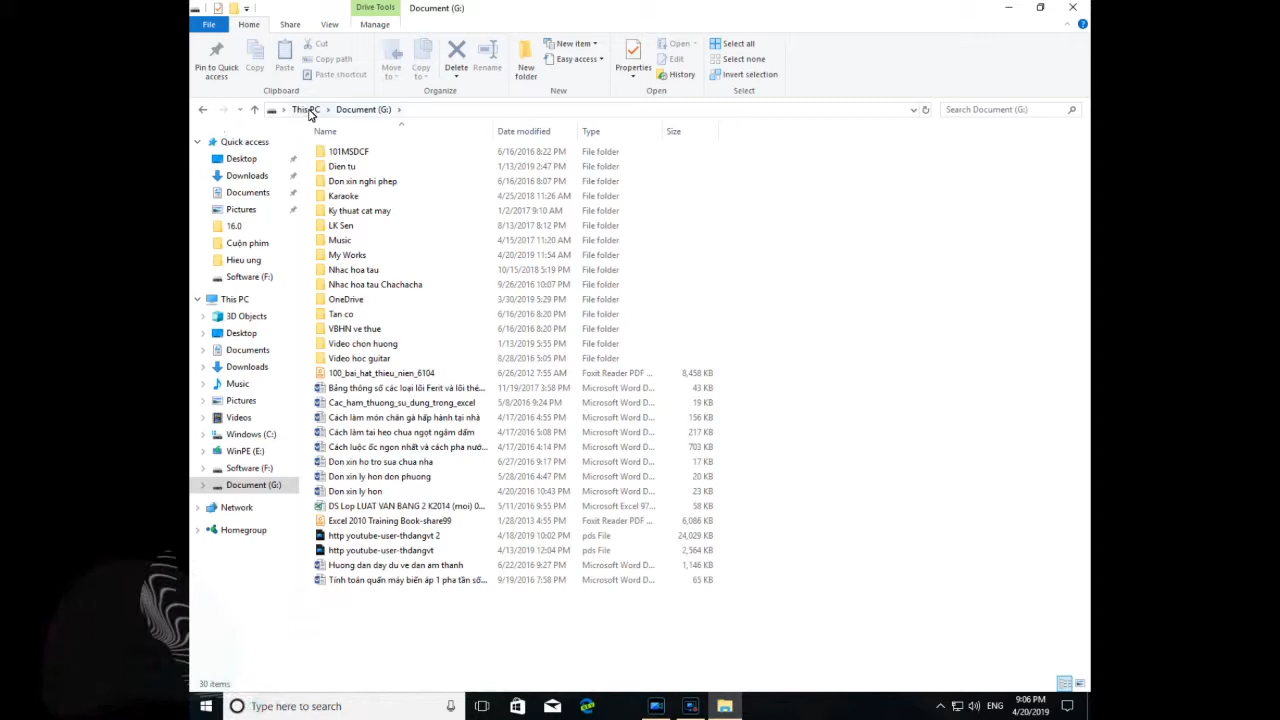 Drive Tools
Document (G:)
File
Home
Share
View
Manage
Pin to Quick access
Copy
Paste
Cut
Copy path
Paste shortcut
Clipboard
Move to
Copy to
Delete
Rename
Organize
New folder
New item
Easy access
New
Properties
Open
Edit
History
Open
Select all
Select none
Invert selection
Select
This PC
Document (G:)
Search Document (G:)
Name
Date modified
Type
Size
Quick access
Desktop
Downloads
Documents
Pictures
16.0
Cuộn phim
Hieu ung
Software (F:)
This PC
3D Objects
Desktop
Documents
Downloads
Music
Pictures
Videos
Windows (C:)
WinPE (E:)
Software (F:)
Document (G:)
Network
Homegroup
101MSDCF 6/16/2016 8:22 PM File folder
Dien tu 1/13/2019 2:47 PM File folder
Don xin nghi phep 6/16/2016 8:07 PM File folder
Karaoke 4/25/2018 11:26 AM File folder
Ky thuat cat may 1/2/2017 9:10 AM File folder
LK Sen 8/13/2017 8:12 PM File folder
Music 4/15/2017 11:20 AM File folder
My Works 4/20/2019 11:54 AM File folder
Nhac hoa tau 10/15/2018 5:19 PM File folder
Nhac hoa tau Chachacha 9/26/2016 10:07 PM File folder
OneDrive 3/30/2019 5:29 PM File folder
Tan co 6/16/2016 8:20 PM File folder
VBHN ve thue 6/16/2016 8:20 PM File folder
Video chon huong 1/13/2019 5:55 PM File folder
Video hoc guitar 8/28/2016 5:05 PM File folder
100_bai_hat_thieu_nien_6104 6/26/2012 7:55 AM Foxit Reader PDF ... 8,458 KB
Bảng thông số các loại lõi Ferit và lõi thé... 11/19/2017 3:58 PM Microsoft Word D... 43 KB
Cac_ham_thuong_su_dung_trong_excel 5/8/2016 9:24 PM Microsoft Word D... 19 KB
Cách làm món chân gà hấp hành tại nhà 4/17/2016 4:55 PM Microsoft Word D... 156 KB
Cách làm tai heo chua ngọt ngâm dấm 4/17/2016 5:08 PM Microsoft Word D... 217 KB
Cách luộc ốc ngon nhất và cách pha nướ... 4/17/2016 4:14 PM Microsoft Word D... 703 KB
Don xin ho tro sua chua nha 6/27/2016 9:17 PM Microsoft Word D... 17 KB
Don xin ly hon don phuong 5/28/2016 4:47 PM Microsoft Word D... 20 KB
Don xin ly hon 4/20/2016 10:43 PM Microsoft Word D... 23 KB
DS Lop LUAT VAN BANG 2 K2014 (moi) 0... 5/11/2016 9:55 PM Microsoft Excel 97... 58 KB
Excel 2010 Training Book-share99 1/28/2013 4:55 PM Foxit Reader PDF ... 6,086 KB
http youtube-user-thdangvt 2 4/18/2019 10:02 PM pds File 24,029 KB
http youtube-user-thdangvt 4/13/2019 12:04 PM pds File 2,564 KB
Huong dan day du ve dan am thanh 6/22/2016 9:27 PM Microsoft Word D... 1,146 KB
Tính toán quấn máy biến áp 1 pha tần số... 9/19/2016 7:58 PM Microsoft Word D... 65 KB
30 items
Type here to search
ENG
9:06 PM
4/20/2019